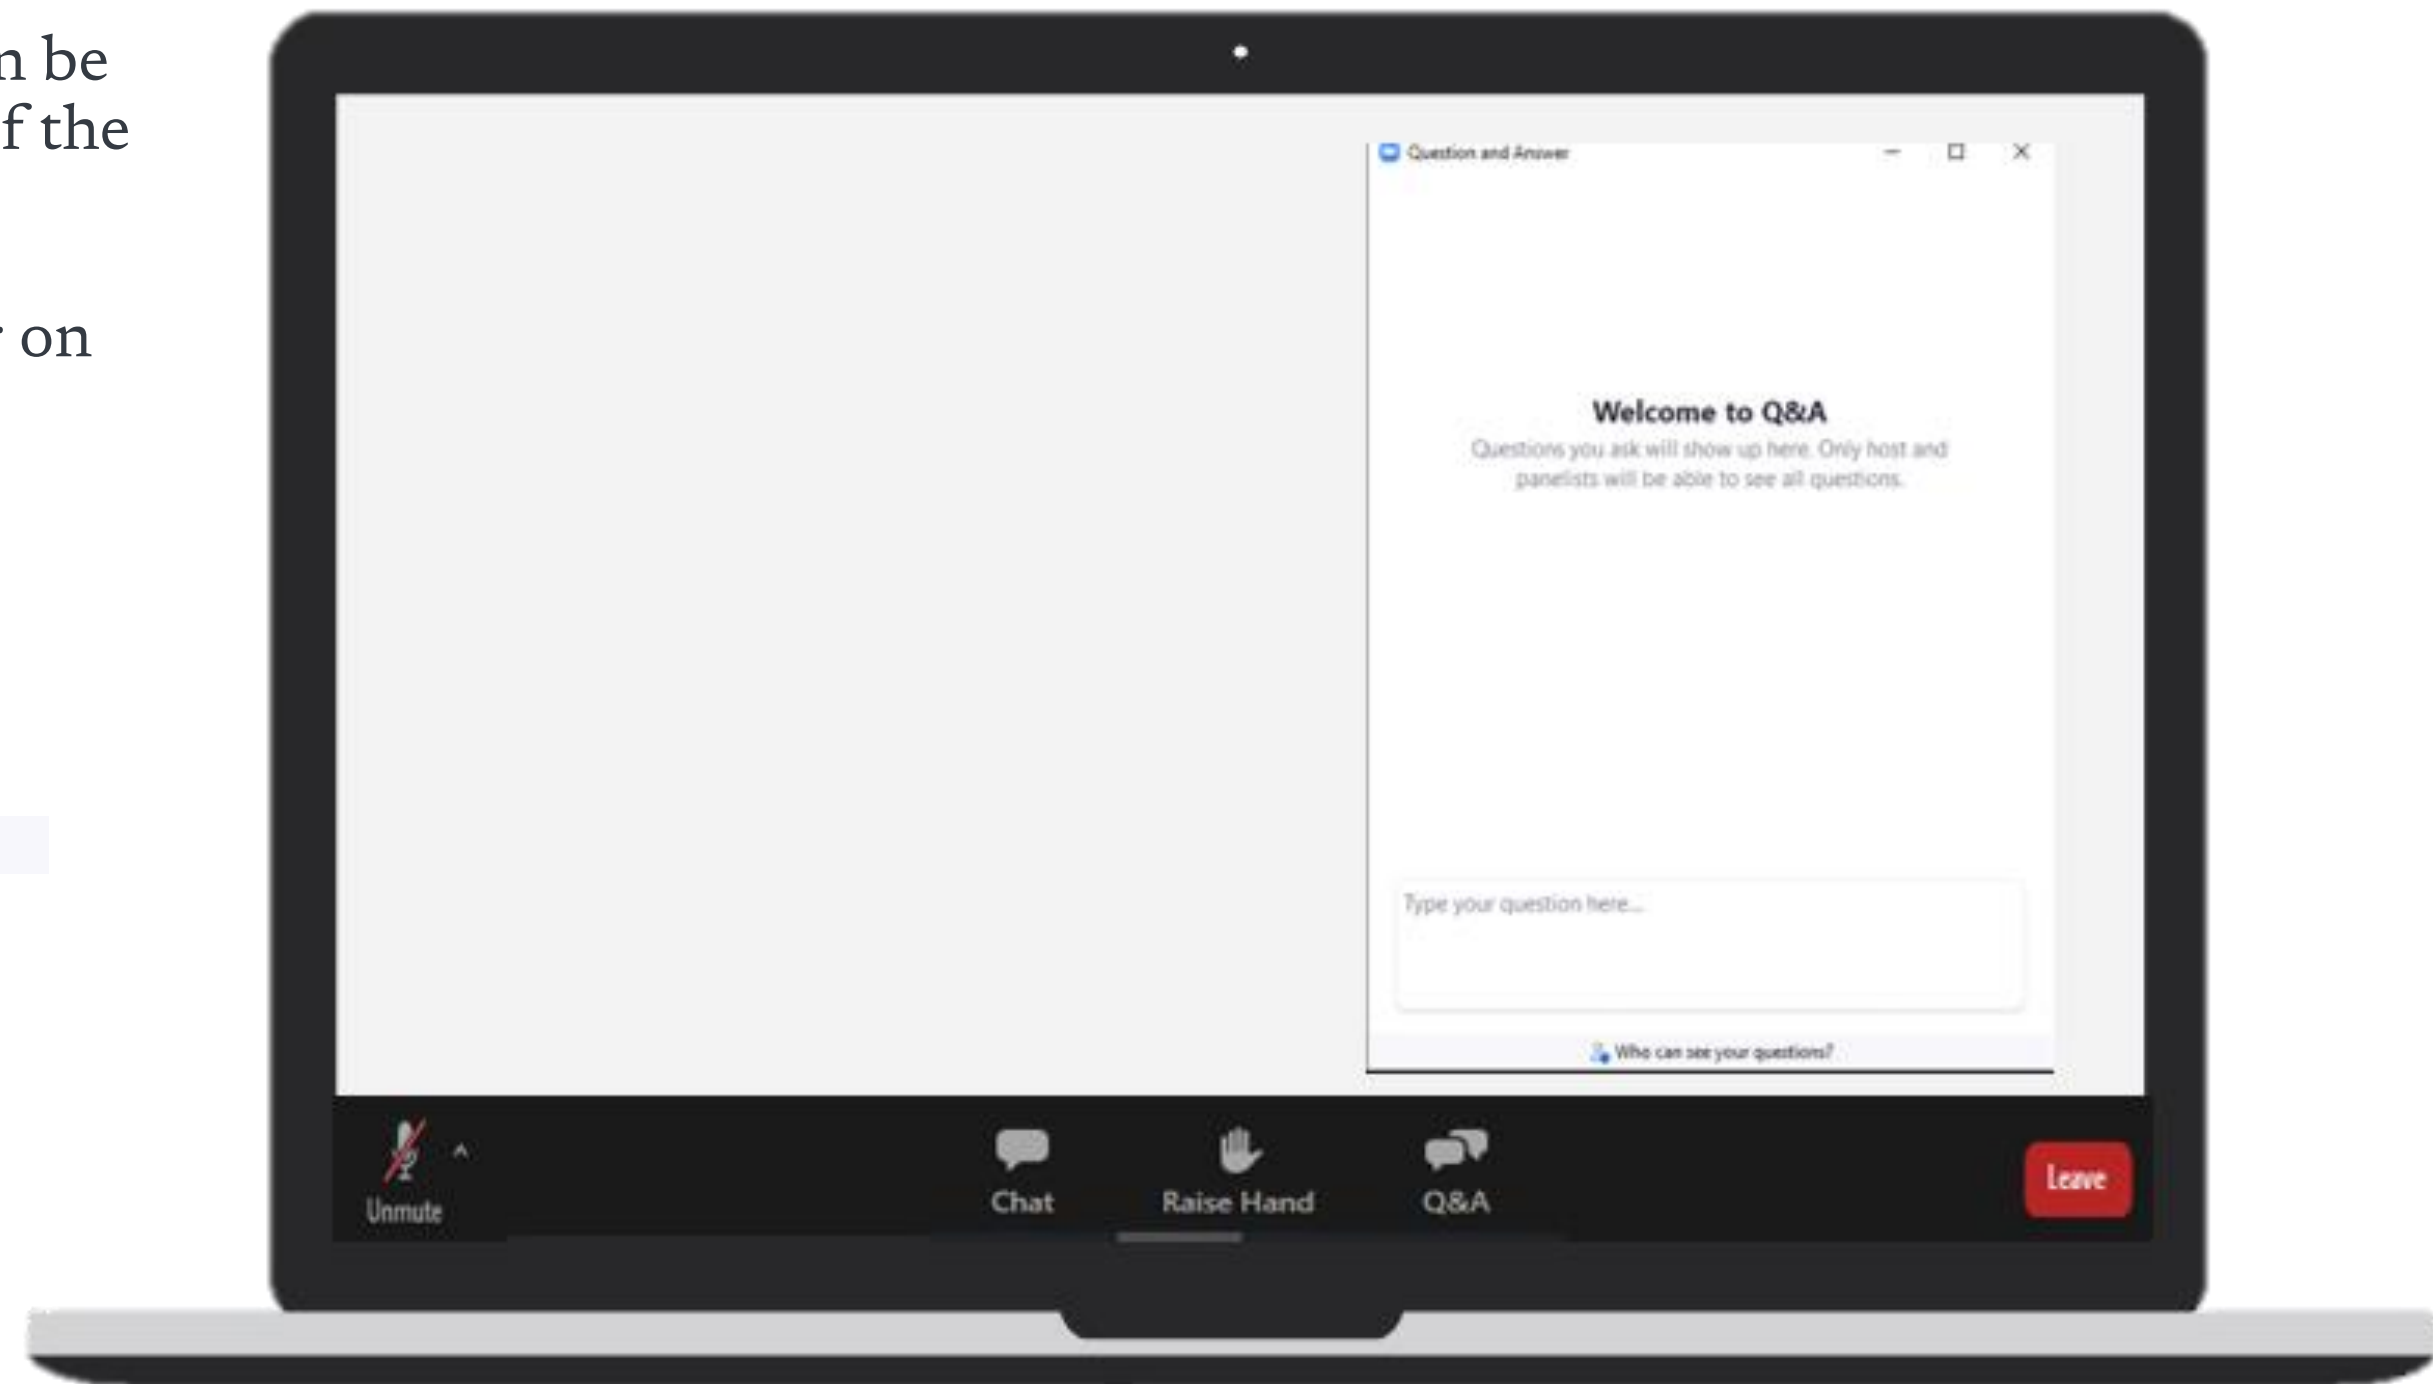 n be
f the
on
Question and Answer
Welcome to Q&A
Questions you ask will show up here. Only host and
panelists will be able to see all questions.
Type your question here...
Who can see your questions?
Unmute
Chat
Raise Hand
Q&A
Leave